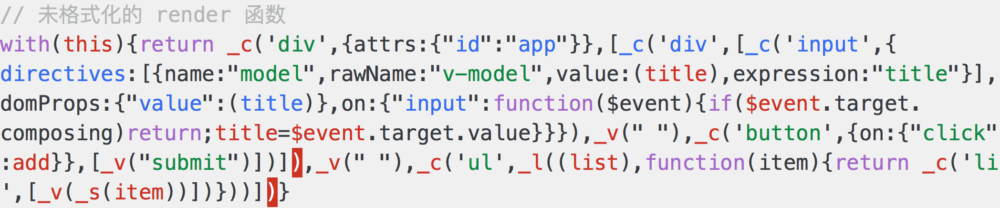 // 未格式化的 render 函数
with(this){return _c('div',{attrs:{"id":"app"}},[_c('div',[_c('input',{
directives:[{name:"model",rawName:"v-model",value:(title),expression:"title"}],
domProps:{"value":(title)},on:{"input":function($event){if($event.target.
composing)return;title=$event.target.value}}}),_v(" "),_c('button',{on:{"click"
:add}},[_v("submit")])]),_v(" "),_c('ul',_l((list),function(item){return _c('li
',[_v(_s(item))])}))])}